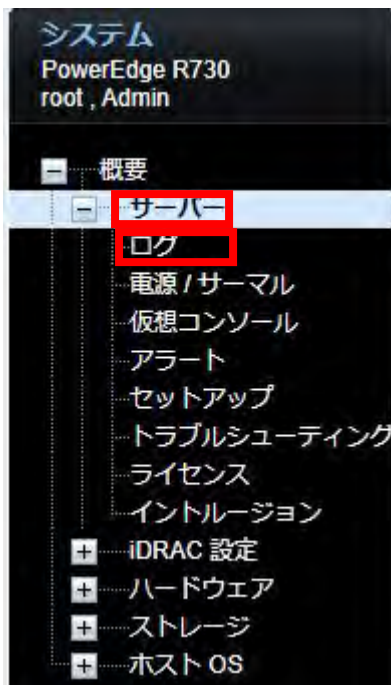 システム
PowerEdge R730
root , Admin
概要
サーバー
ログ
電源 / サーマル
仮想コンソール
アラート
セットアップ
トラブルシューティング
ライセンス
イントルージョン
iDRAC 設定
ハードウェア
ストレージ
ホスト OS